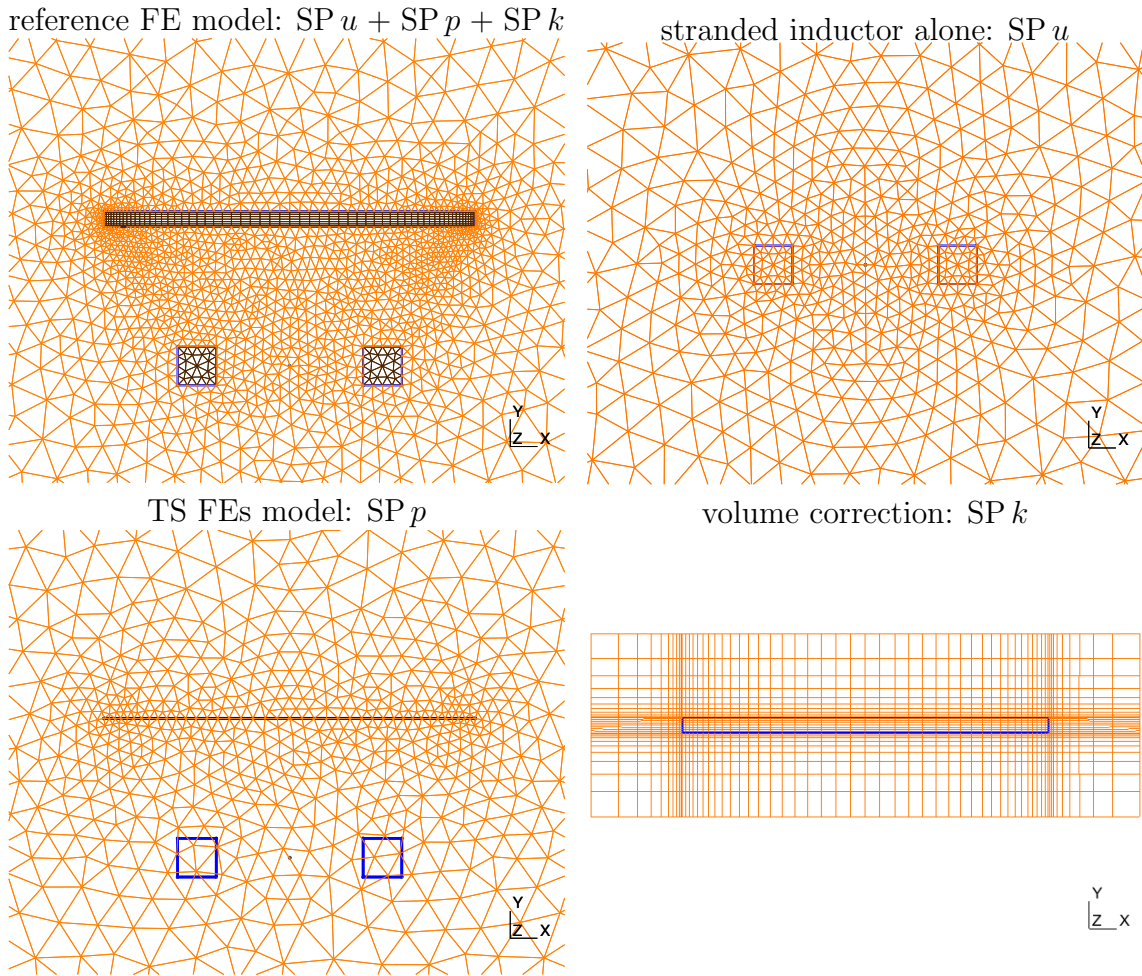 reference FE model: SP u + SP p + SP k
stranded inductor alone: SP u
Y
Z X
Y
Z X
TS FEs model: SP p
volume correction: SP k
Y
Z X
Y
Z X